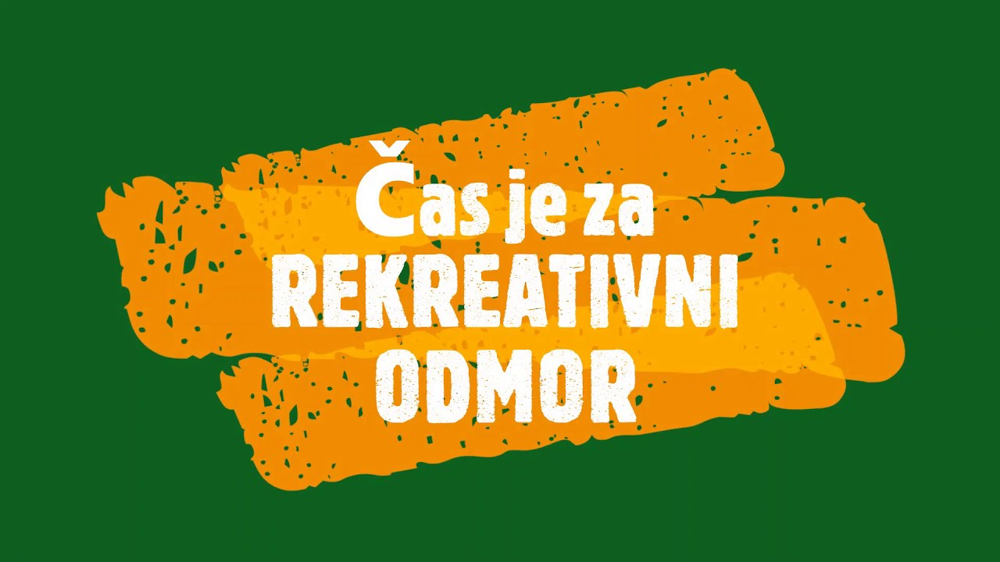 Čas je za
REKREATIVNI
ODMOR